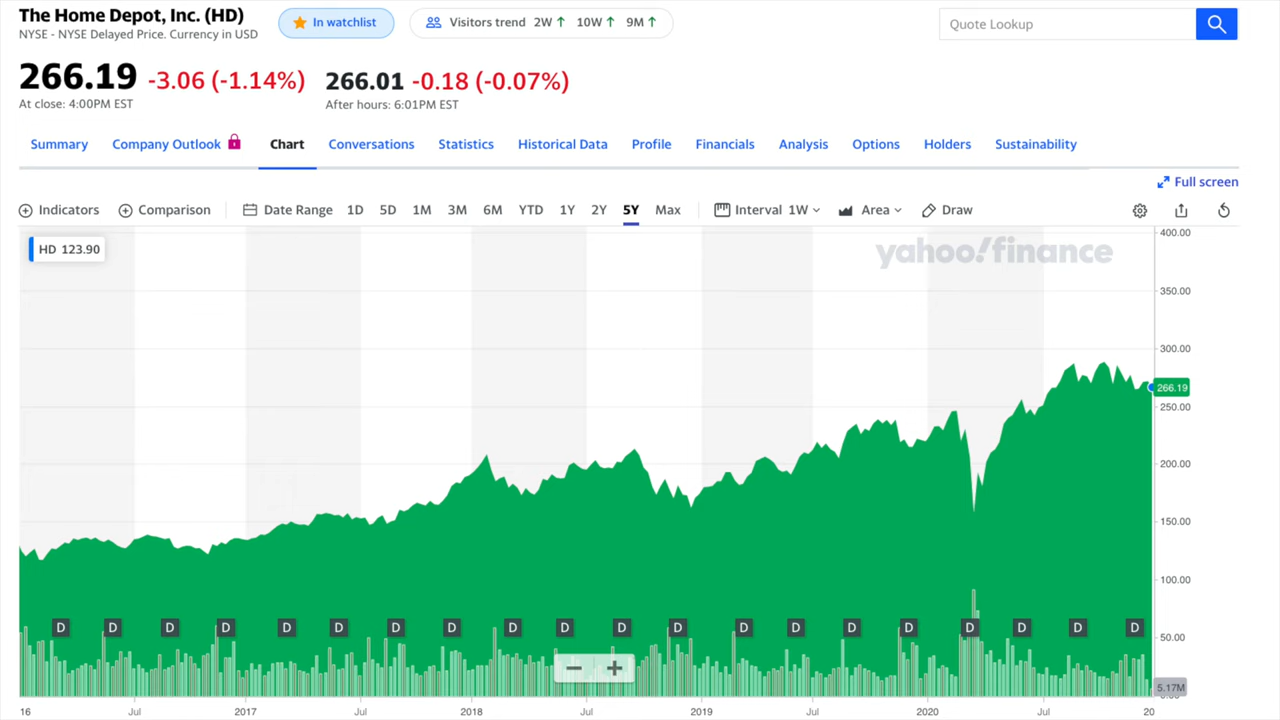 The Home Depot, Inc. (HD)
NYSE - NYSE Delayed Price. Currency in USD
In watchlist
Visitors trend 2W ↑ 10W ↑ 9M ↑
Quote Lookup
266.19 -3.06 (-1.14%)
At close: 4:00PM EST
266.01 -0.18 (-0.07%)
After hours: 6:01PM EST
Summary Company Outlook Chart Conversations Statistics Historical Data Profile Financials Analysis Options Holders Sustainability
Full screen
Indicators Comparison Date Range 1D 5D 1M 3M 6M YTD 1Y 2Y 5Y Max Interval 1W Area Draw
HD 123.90
yahoo!finance
400.00
350.00
300.00
266.19
250.00
200.00
150.00
100.00
D D D D D D D D D D D D D D D D D D D D
50.00
− +
5.17M
16 Jul 2017 Jul 2018 Jul 2019 Jul 2020 Jul 20